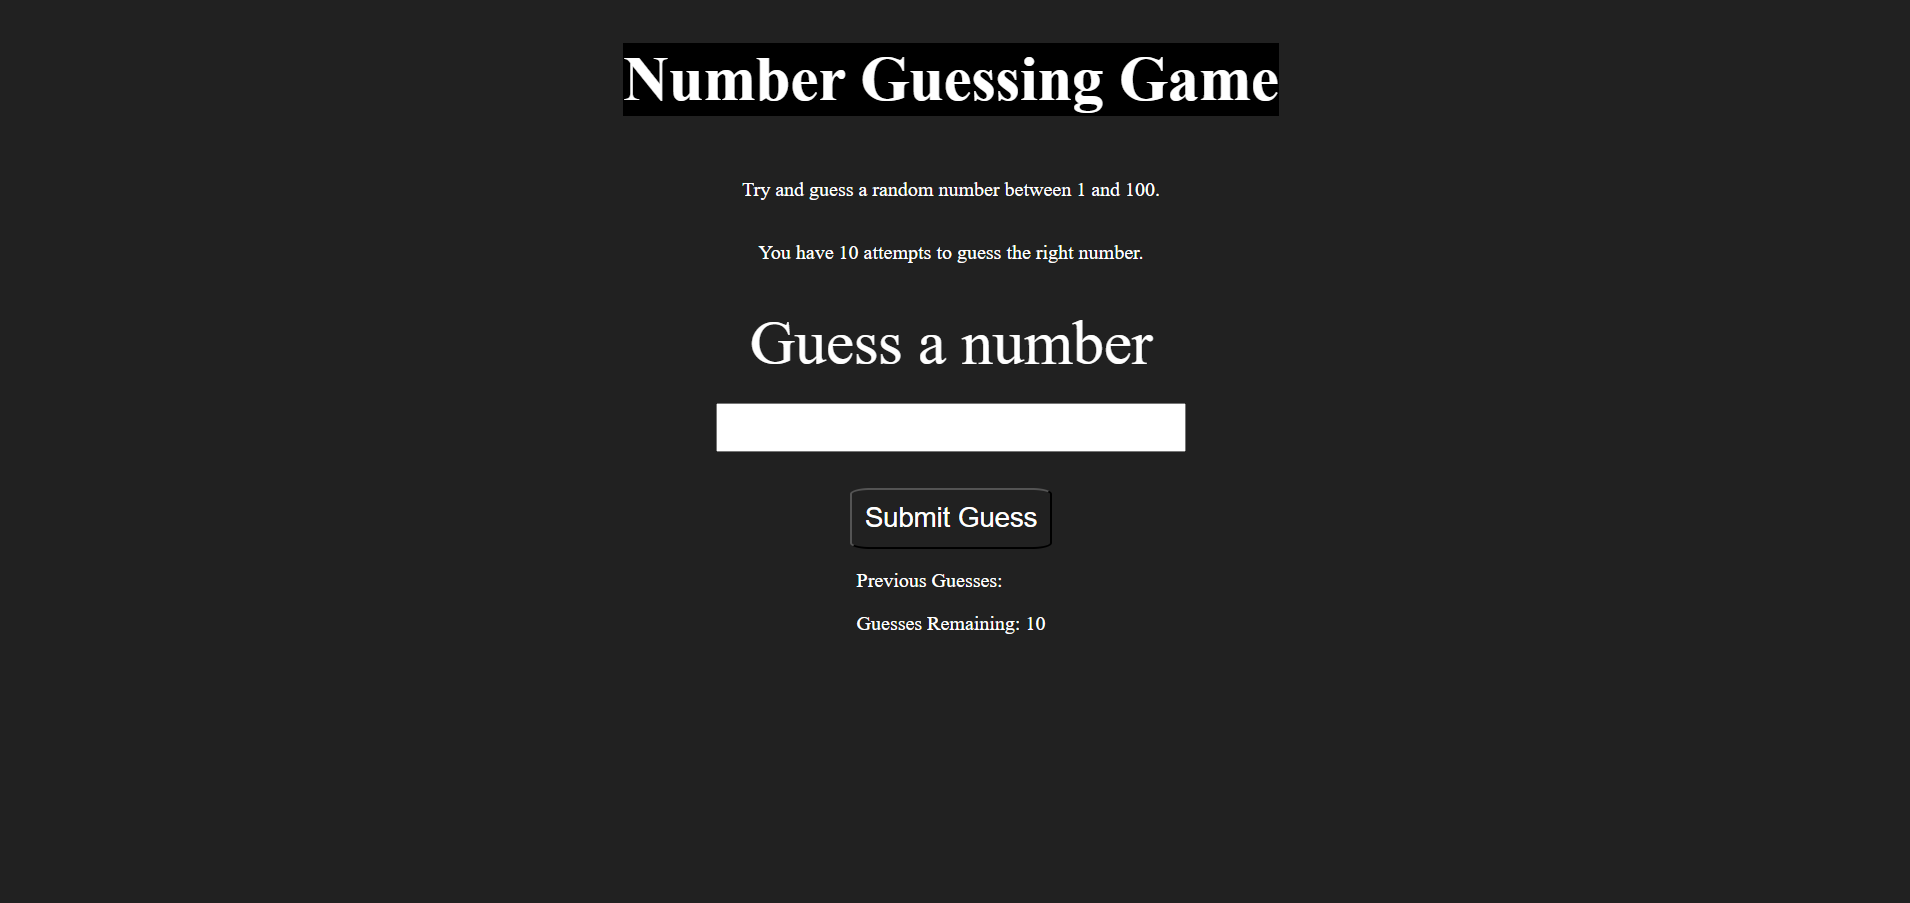 Number Guessing Game
Try and guess a random number between 1 and 100.
You have 10 attempts to guess the right number.
Guess a number
Submit Guess
Previous Guesses:
Guesses Remaining: 10